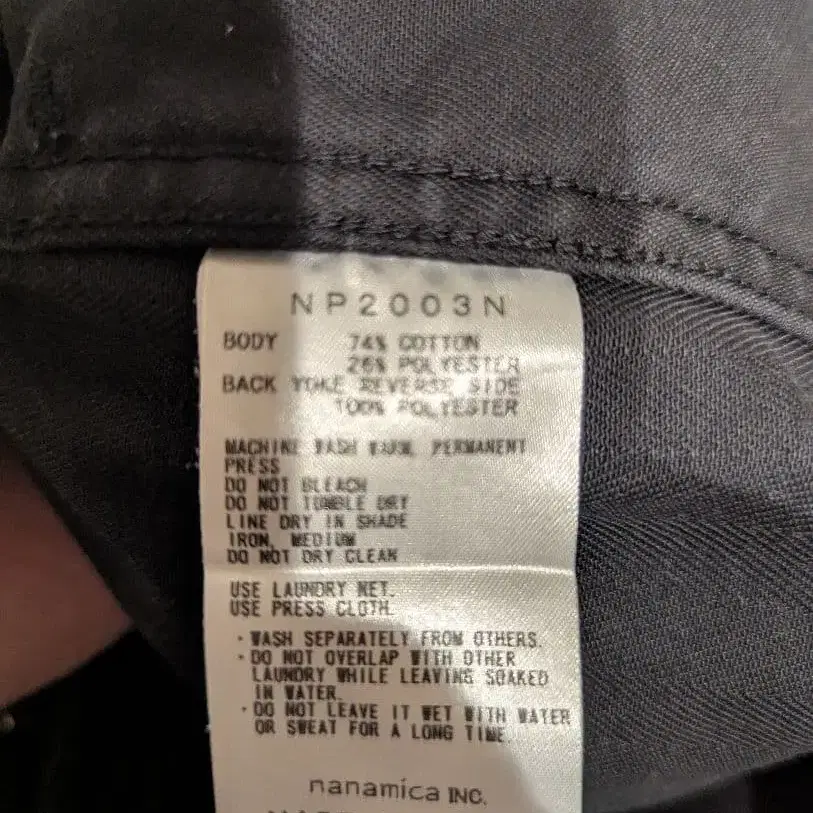 NP2003N
BODY 74% COTTON
26% POLYESTER
BACK YOKE REVERSE SIDE
100% POLYESTER
MACHINE WASH WARM, PERMANENT
PRESS
DO NOT BLEACH
DO NOT TUMBLE DRY
LINE DRY IN SHADE
IRON, MEDIUM
DO NOT DRY CLEAN
USE LAUNDRY NET.
USE PRESS CLOTH.
・WASH SEPARATELY FROM OTHERS.
・DO NOT OVERLAP WITH OTHER
LAUNDRY WHILE LEAVING SOAKED
IN WATER.
・DO NOT LEAVE IT WET WITH WATER
OR SWEAT FOR A LONG TIME.
nanamica INC.